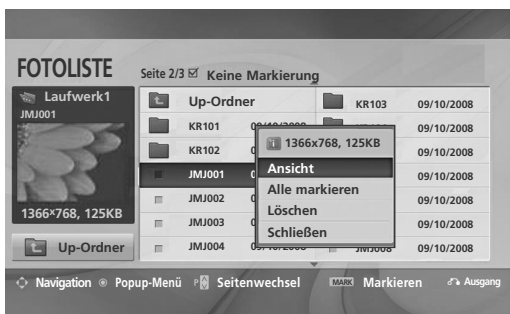 FOTOLISTE
Seite 2/3 Keine Markierung
Laufwerk1
JMJ001
1366x768, 125KB
Up-Ordner
Up-Ordner
KR101
KR102
JMJ001
JMJ002
JMJ003
JMJ004
KR103 09/10/2008
09/10/2008
09/10/2008
09/10/2008
09/10/2008
09/10/2008
JMJ008 09/10/2008
1366x768, 125KB
Ansicht
Alle markieren
Löschen
Schließen
Navigation Popup-Menü P Seitenwechsel MARK Markieren Ausgang